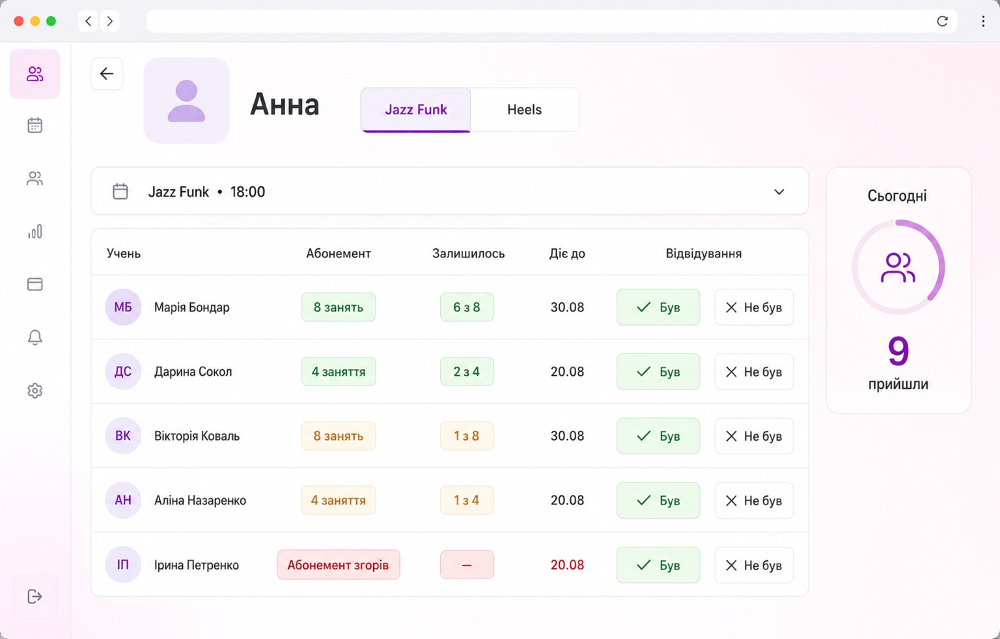 Анна
Jazz Funk
Heels
Jazz Funk • 18:00
Учень Абонемент Залишилось Діє до Відвідування
МБ Марія Бондар 8 занять 6 з 8 30.08 Був Не був
ДС Дарина Сокол 4 заняття 2 з 4 20.08 Був Не був
ВК Вікторія Коваль 8 занять 1 з 8 30.08 Був Не був
АН Аліна Назаренко 4 заняття 1 з 4 20.08 Був Не був
ІП Ірина Петренко Абонемент згорів – 20.08 Був Не був
Сьогодні
9
прийшли